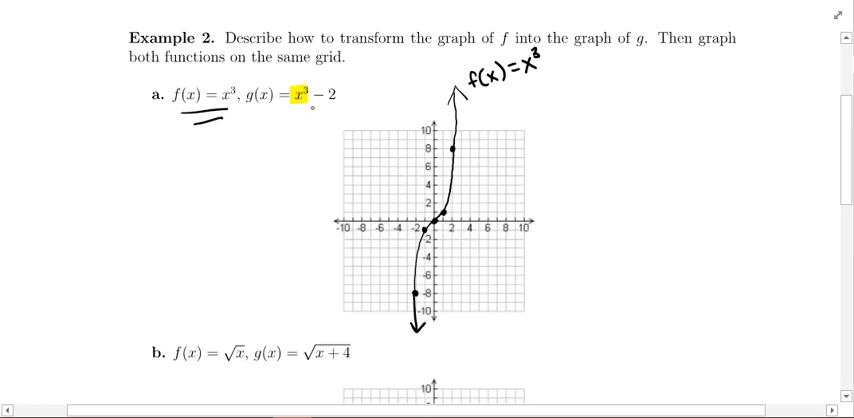 Example 2. Describe how to transform the graph of f into the graph of g. Then graph
both functions on the same grid.
f(x)=x³
a. f(x) = x³, g(x) = x³ − 2
10
8
6
4
2
-10 -8 -6 -4 -2 2 4 6 8 10
-2
-4
-6
-8
-10
b. f(x) = √x, g(x) = √(x + 4)
10